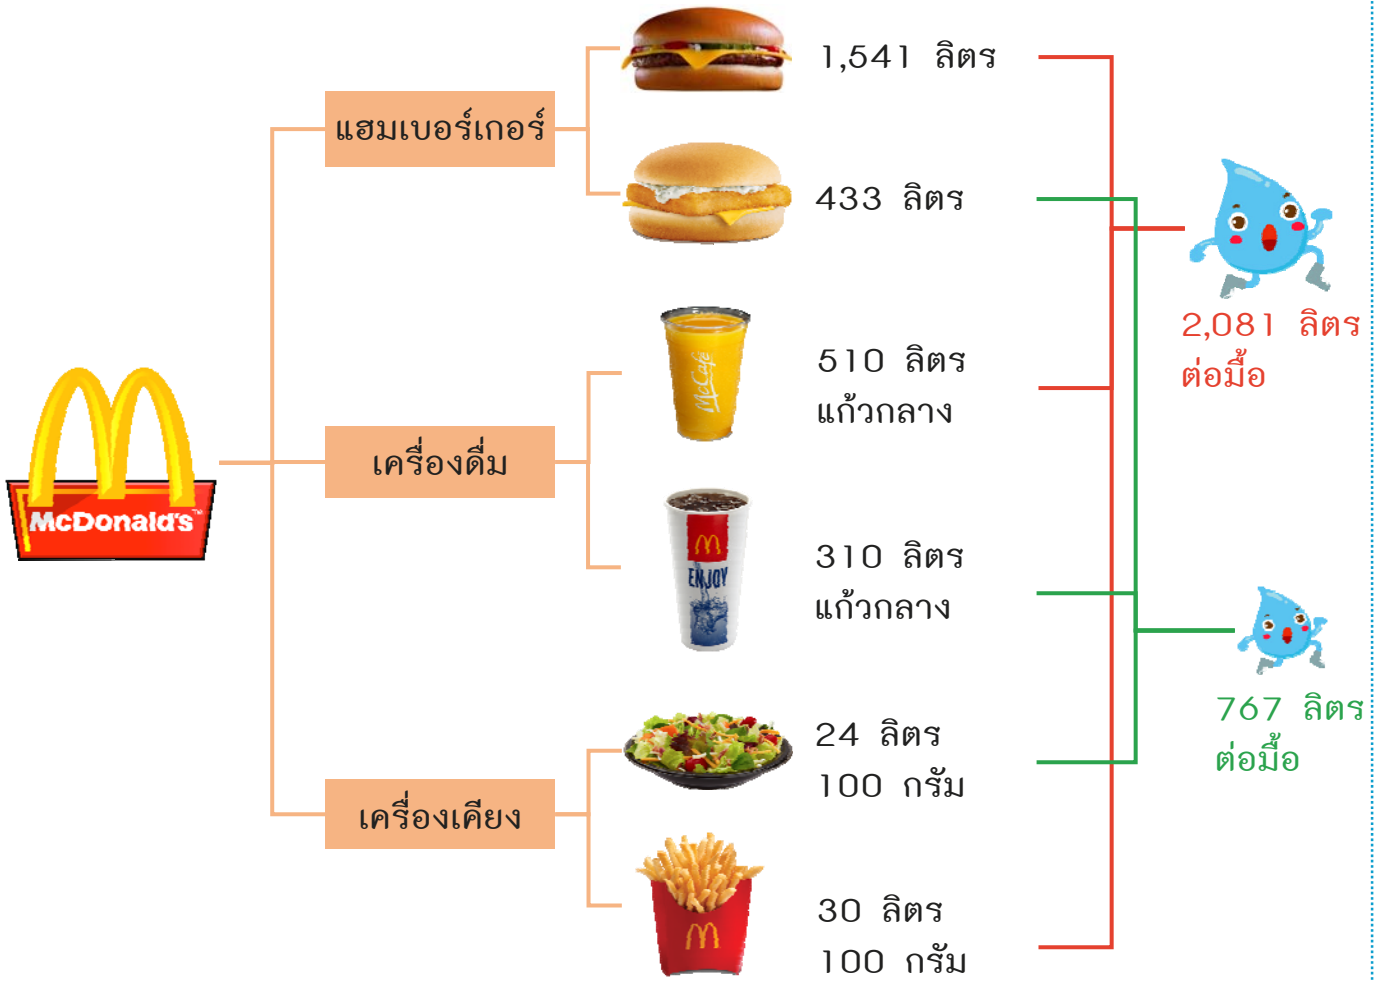 แฮมเบอร์เกอร์
1,541 ลิตร
433 ลิตร
2,081 ลิตร
ต่อมื้อ
McDonald's™
เครื่องดื่ม
McCafé
510 ลิตร
แก้วกลาง
ENJOY
310 ลิตร
แก้วกลาง
767 ลิตร
ต่อมื้อ
เครื่องเคียง
24 ลิตร
100 กรัม
30 ลิตร
100 กรัม